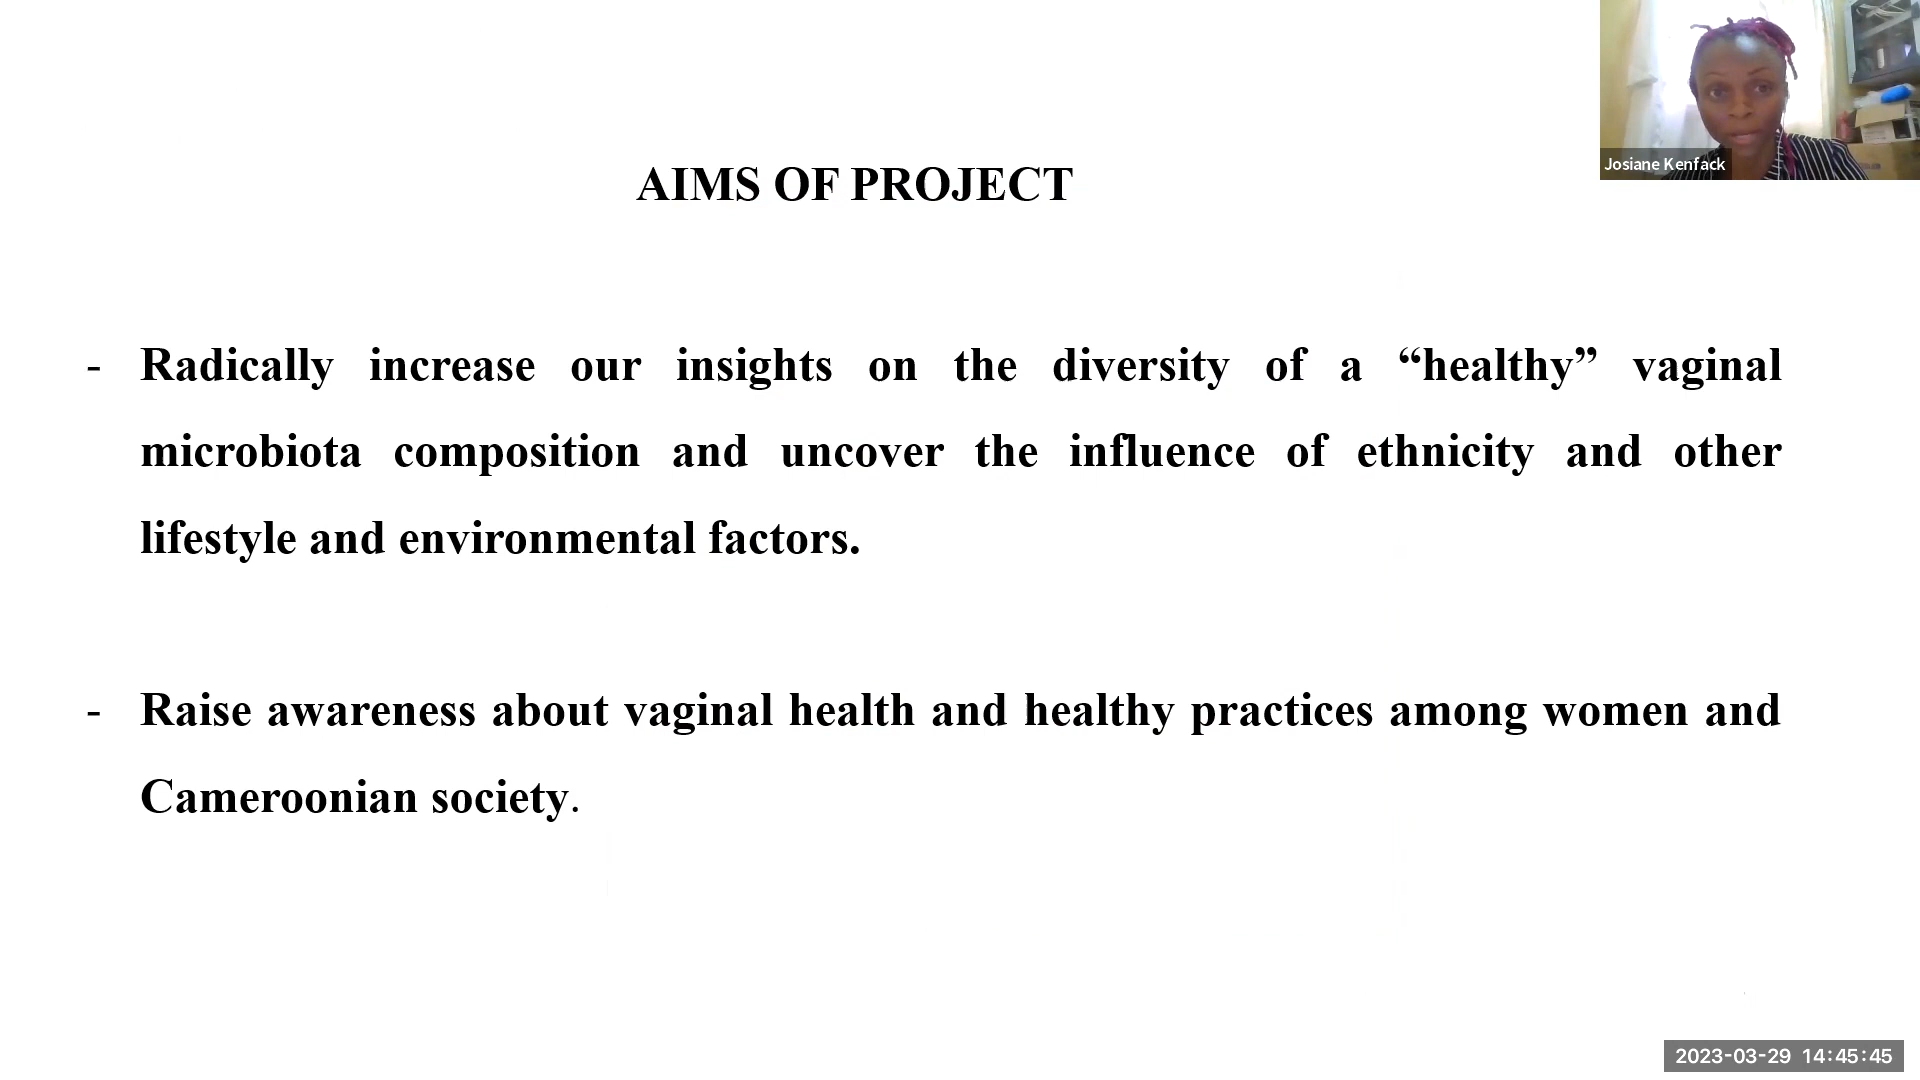 Josiane Kenfack
AIMS OF PROJECT
- Radically increase our insights on the diversity of a “healthy” vaginal
microbiota composition and uncover the influence of ethnicity and other
lifestyle and environmental factors.
- Raise awareness about vaginal health and healthy practices among women and
Cameroonian society.
2023-03-29 14:45:45